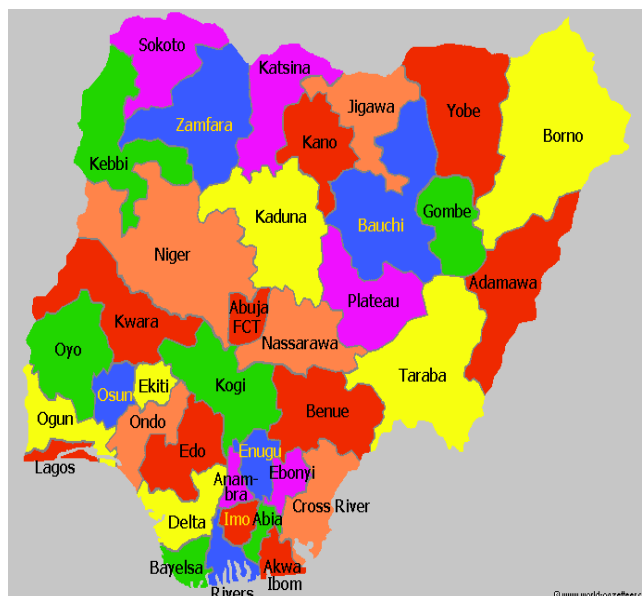 Sokoto
Katsina
Jigawa
Yobe
Zamfara
Kano
Borno
Kebbi
Kaduna
Gombe
Bauchi
Niger
Adamawa
Plateau
Abuja
FCT
Kwara
Nassarawa
Oyo
Taraba
Kogi
Ekiti
Osun
Benue
Ogun
Ondo
Edo
Enugu
Lagos
Ebonyi
Anam-
bra
Cross River
Delta
Imo
Abia
Bayelsa
Akwa
Ibom
Rivers